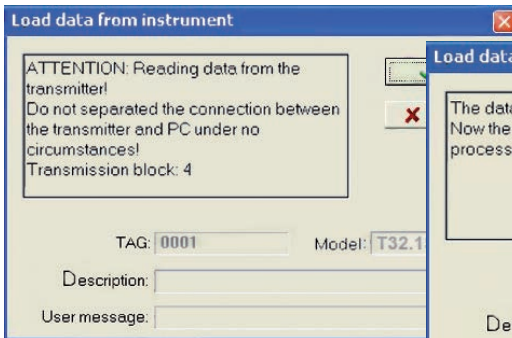 Load data from instrument
ATTENTION: Reading data from the
transmitter!
Do not separated the connection between
the transmitter and PC under no
circumstances!
Transmission block: 4
TAG: 0001
Model: T32.1
Description:
User message:
Load data
The data
Now the
process
De